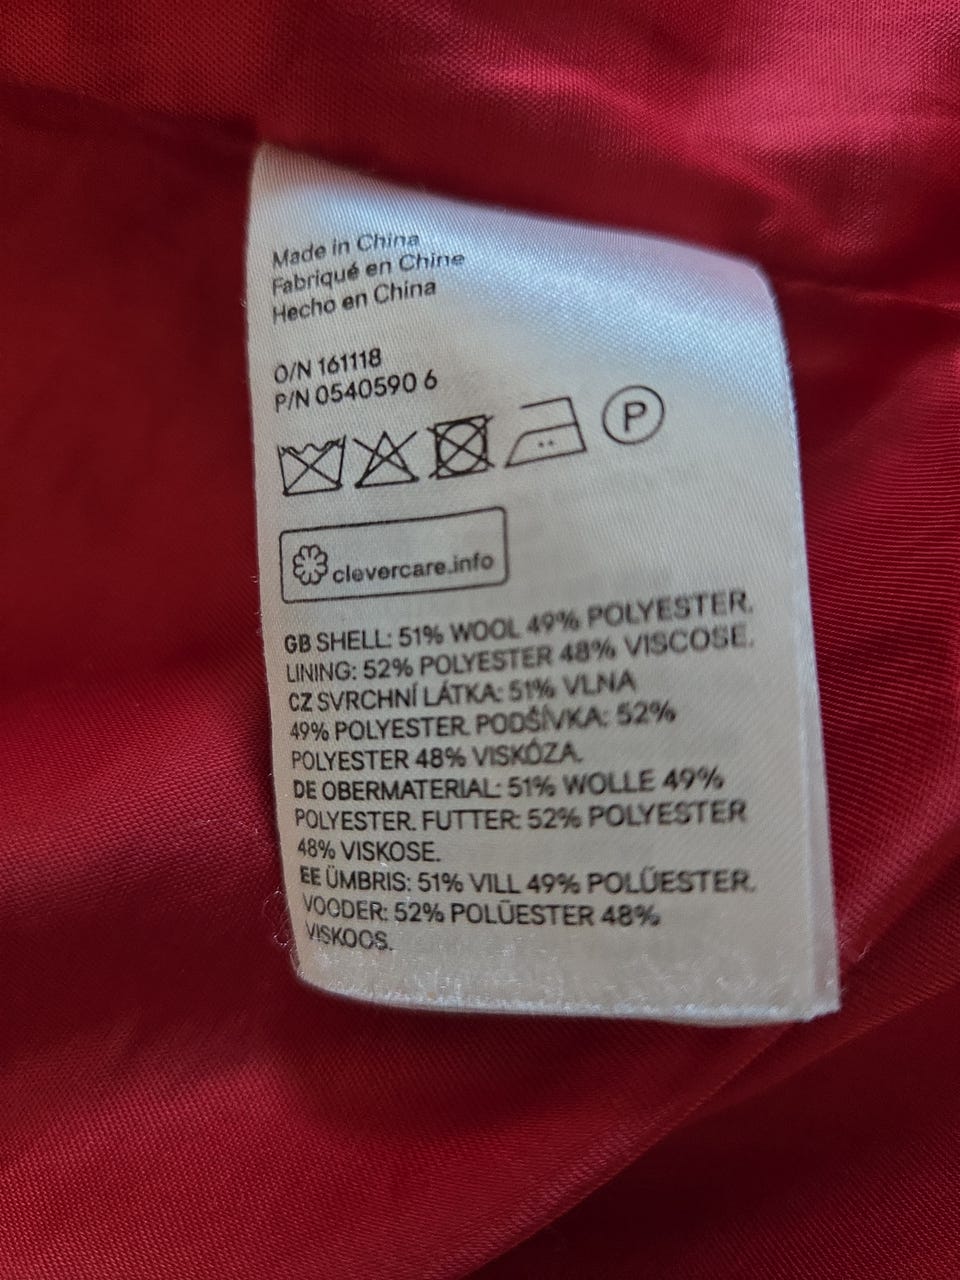 Made in China
Fabriqué en Chine
Hecho en China
O/N 161118
P/N 0540590 6
P
clevercare.info
GB SHELL: 51% WOOL 49% POLYESTER.
LINING: 52% POLYESTER 48% VISCOSE.
CZ SVRCHNÍ LÁTKA: 51% VLNA
49% POLYESTER. PODŠÍVKA: 52%
POLYESTER 48% VISKÓZA.
DE OBERMATERIAL: 51% WOLLE 49%
POLYESTER. FUTTER: 52% POLYESTER
48% VISKOSE.
EE ÜMBRIS: 51% VILL 49% POLÜESTER.
VOODER: 52% POLÜESTER 48%
VISKOOS.